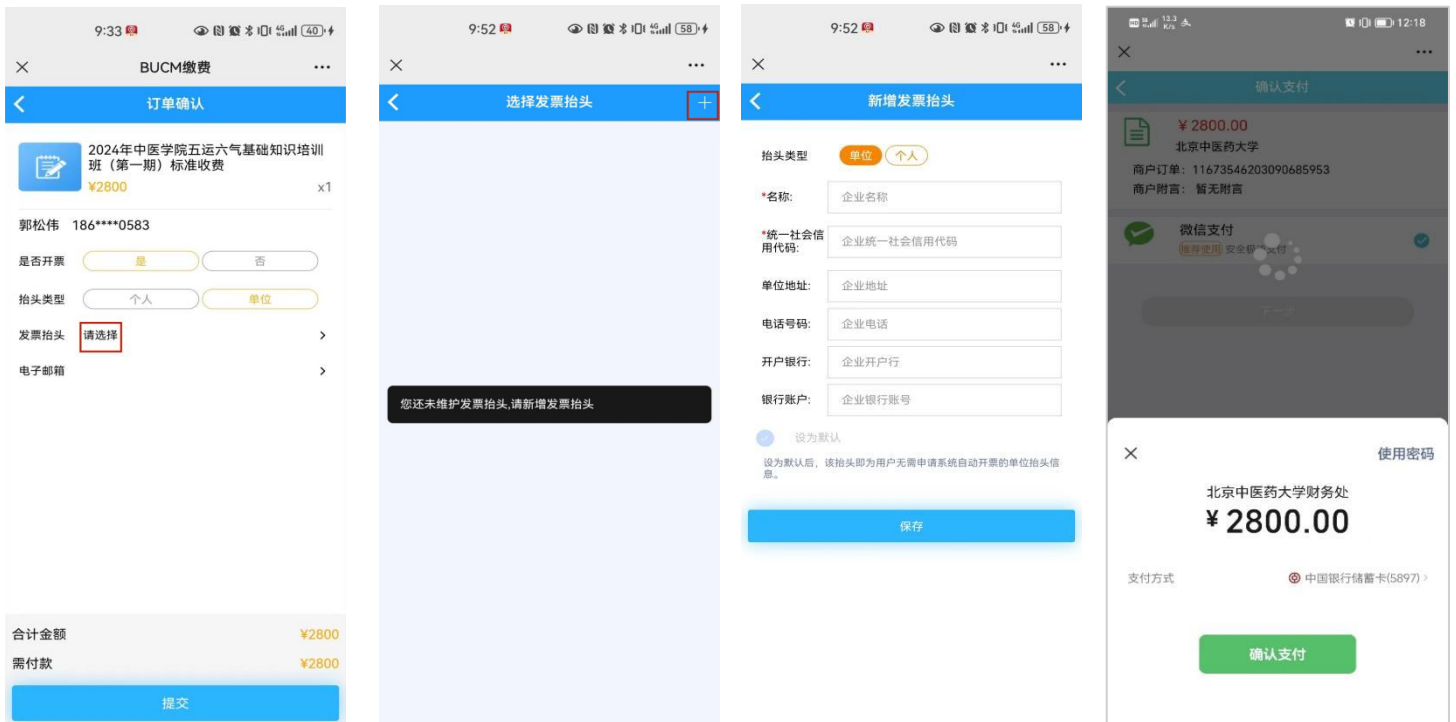 9:33
40
BUCM缴费
订单确认
2024年中医学院五运六气基础知识培训
班（第一期）标准收费
¥2800 x1
郭松伟 186****0583
是否开票 是 否
抬头类型 个人 单位
发票抬头 请选择
电子邮箱
合计金额 ¥2800
需付款 ¥2800
提交
9:52
58
选择发票抬头
您还未维护发票抬头,请新增发票抬头
9:52
58
新增发票抬头
抬头类型 单位 个人
*名称: 企业名称
*统一社会信
用代码: 企业统一社会信用代码
单位地址: 企业地址
电话号码: 企业电话
开户银行: 企业开户行
银行账户: 企业银行账号
设为默认
设为默认后，该抬头即为用户无需申请系统自动开票的单位抬头信
息。
保存
13.3
K/s
12:18
确认支付
¥ 2800.00
北京中医药大学
商户订单: 11673546203090685953
商户附言: 暂无附言
微信支付
推荐使用
下一步
使用密码
北京中医药大学财务处
¥ 2800.00
支付方式 中国银行储蓄卡(5897)
确认支付